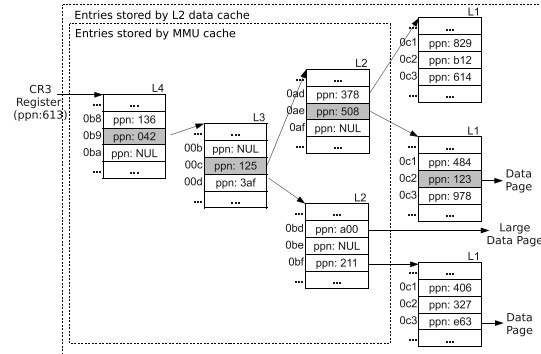 Entries stored by L2 data cache
Entries stored by MMU cache
CR3
Register
(ppn:613)
L4
...
...
0b8 ppn: 136
0b9 ppn: 042
0ba ppn: NUL
...
...
L3
...
...
00b ppn: NUL
00c ppn: 125
00d ppn: 3af
...
...
L2
...
...
0ad ppn: 378
0ae ppn: 508
0af ppn: NUL
...
...
L2
...
...
0bd ppn: a00
0be ppn: NUL
0bf ppn: 211
...
...
L1
...
...
0c1 ppn: 829
0c2 ppn: b12
0c3 ppn: 614
...
...
L1
...
...
0c1 ppn: 484
0c2 ppn: 123
0c3 ppn: 978
...
...
Data
Page
Large
Data Page
L1
...
...
0c1 ppn: 406
0c2 ppn: 327
0c3 ppn: e63
...
...
Data
Page